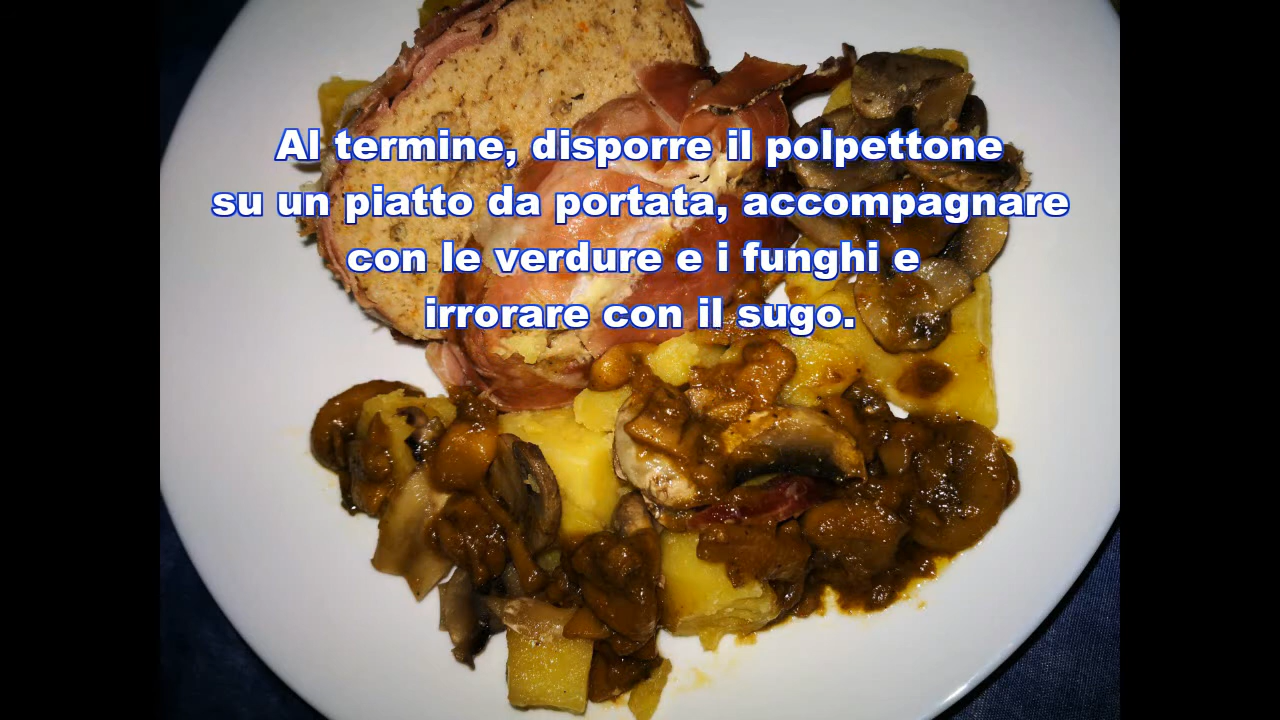 Al termine, disporre il polpettone
su un piatto da portata, accompagnare
con le verdure e i funghi e
irrorare con il sugo.